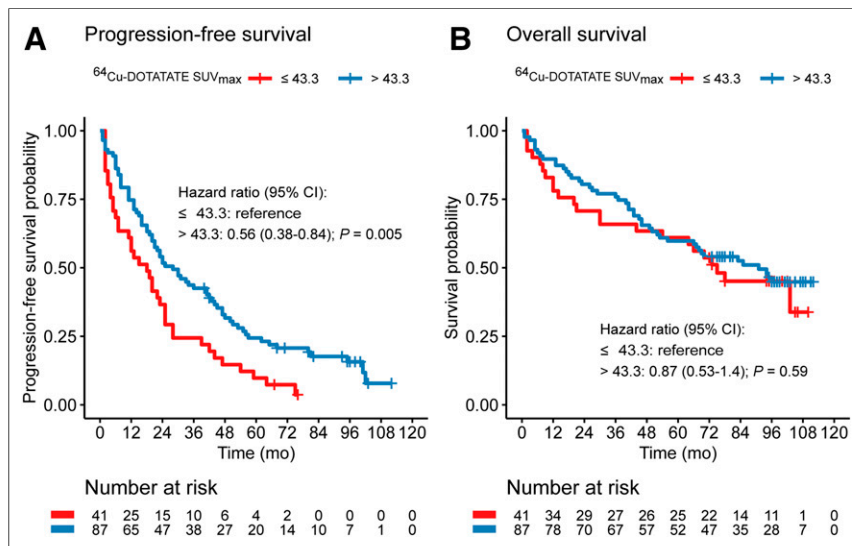 A Progression-free survival
64Cu-DOTATATE SUVmax ≤ 43.3 > 43.3
Progression-free survival probability
1.00
0.75
0.50
0.25
0.00
Hazard ratio (95% CI):
≤ 43.3: reference
> 43.3: 0.56 (0.38-0.84); P = 0.005
0 12 24 36 48 60 72 84 96 108 120
Time (mo)
Number at risk
41 25 15 10 6 4 2 0 0 0 0
87 65 47 38 27 20 14 10 7 1 0
B Overall survival
64Cu-DOTATATE SUVmax ≤ 43.3 > 43.3
Survival probability
1.00
0.75
0.50
0.25
0.00
Hazard ratio (95% CI):
≤ 43.3: reference
> 43.3: 0.87 (0.53-1.4); P = 0.59
0 12 24 36 48 60 72 84 96 108 120
Time (mo)
Number at risk
41 34 29 27 26 25 22 14 11 1 0
87 78 70 67 57 52 47 35 28 7 0